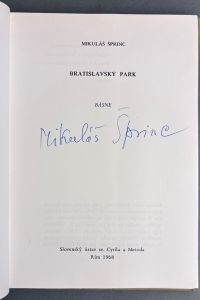 MIKULÁŠ ŠPRINC
BRATISLAVSKÝ PARK
BÁSNE
Mikuláš Šprinc
Slovenský ústav sv. Cyrila a Metoda
Rím 1968